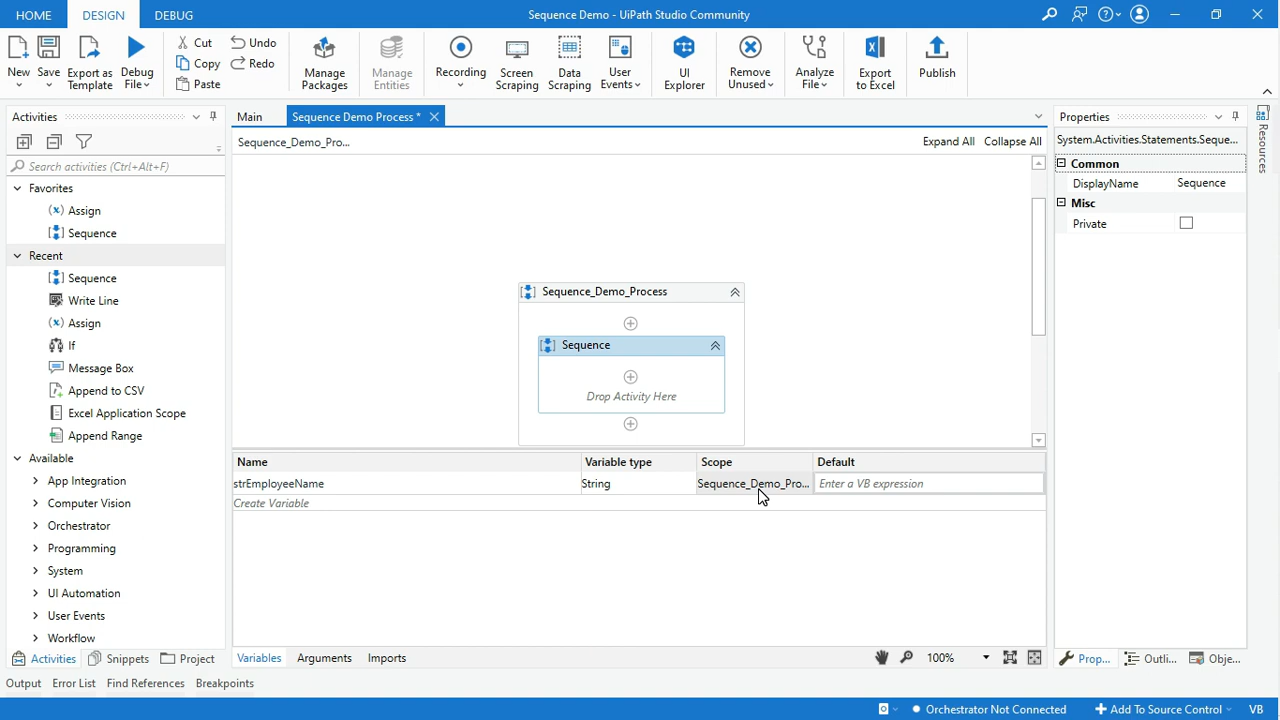 HOME DESIGN DEBUG Sequence Demo - UiPath Studio Community
New Save Export as Template Debug File Cut Copy Paste Undo Redo Manage Packages Manage Entities Recording Screen Scraping Data Scraping User Events UI Explorer Remove Unused Analyze File Export to Excel Publish
Activities
Search activities (Ctrl+Alt+F)
Favorites
Assign
Sequence
Recent
Sequence
Write Line
Assign
If
Message Box
Append to CSV
Excel Application Scope
Append Range
Available
App Integration
Computer Vision
Orchestrator
Programming
System
UI Automation
User Events
Workflow
Activities Snippets Project
Main Sequence Demo Process *
Sequence_Demo_Pro... Expand All Collapse All
Sequence_Demo_Process
Sequence
Drop Activity Here
Name Variable type Scope Default
strEmployeeName String Sequence_Demo_Pro... Enter a VB expression
Create Variable
Variables Arguments Imports 100%
Properties
System.Activities.Statements.Seque...
Common
DisplayName Sequence
Misc
Private
Prop... Outli... Obje...
Resources
Output Error List Find References Breakpoints
Orchestrator Not Connected Add To Source Control VB